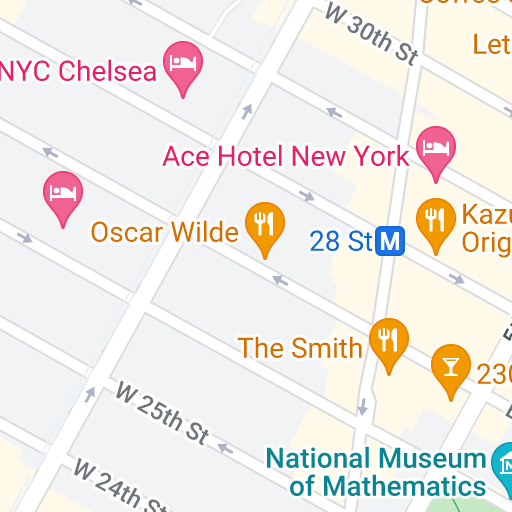 W 30th St
Let
NYC Chelsea
Ace Hotel New York
Oscar Wilde
Kazu
Orig
28 St M
The Smith
230
W 25th St
National Museum
of Mathematics
W 24th St